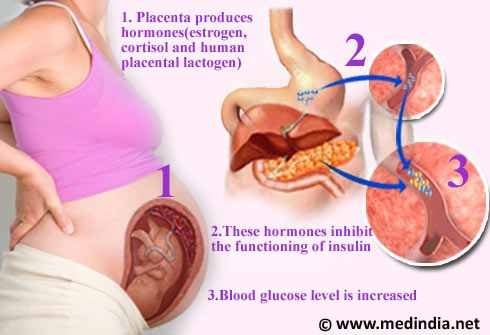 1. Placenta produces
hormones(estrogen,
cortisol and human
placental lactogen)
2
1
3
2.These hormones inhibit
the functioning of insulin
3.Blood glucose level is increased
© www.medindia.net